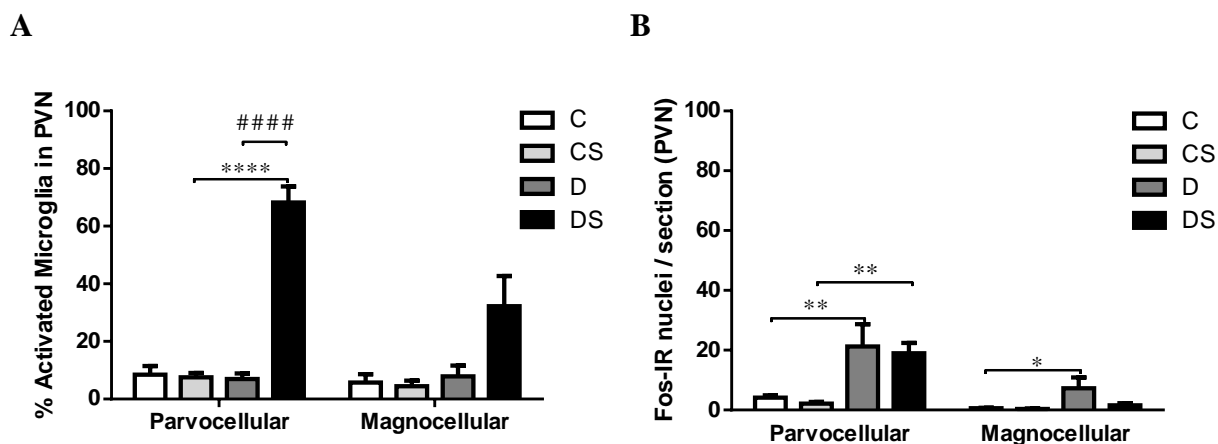 A
% Activated Microglia in PVN
100
80
60
40
20
0
####
****
C
CS
D
DS
Parvocellular
Magnocellular
B
Fos-IR nuclei / section (PVN)
100
80
60
40
20
0
**
**
*
C
CS
D
DS
Parvocellular
Magnocellular